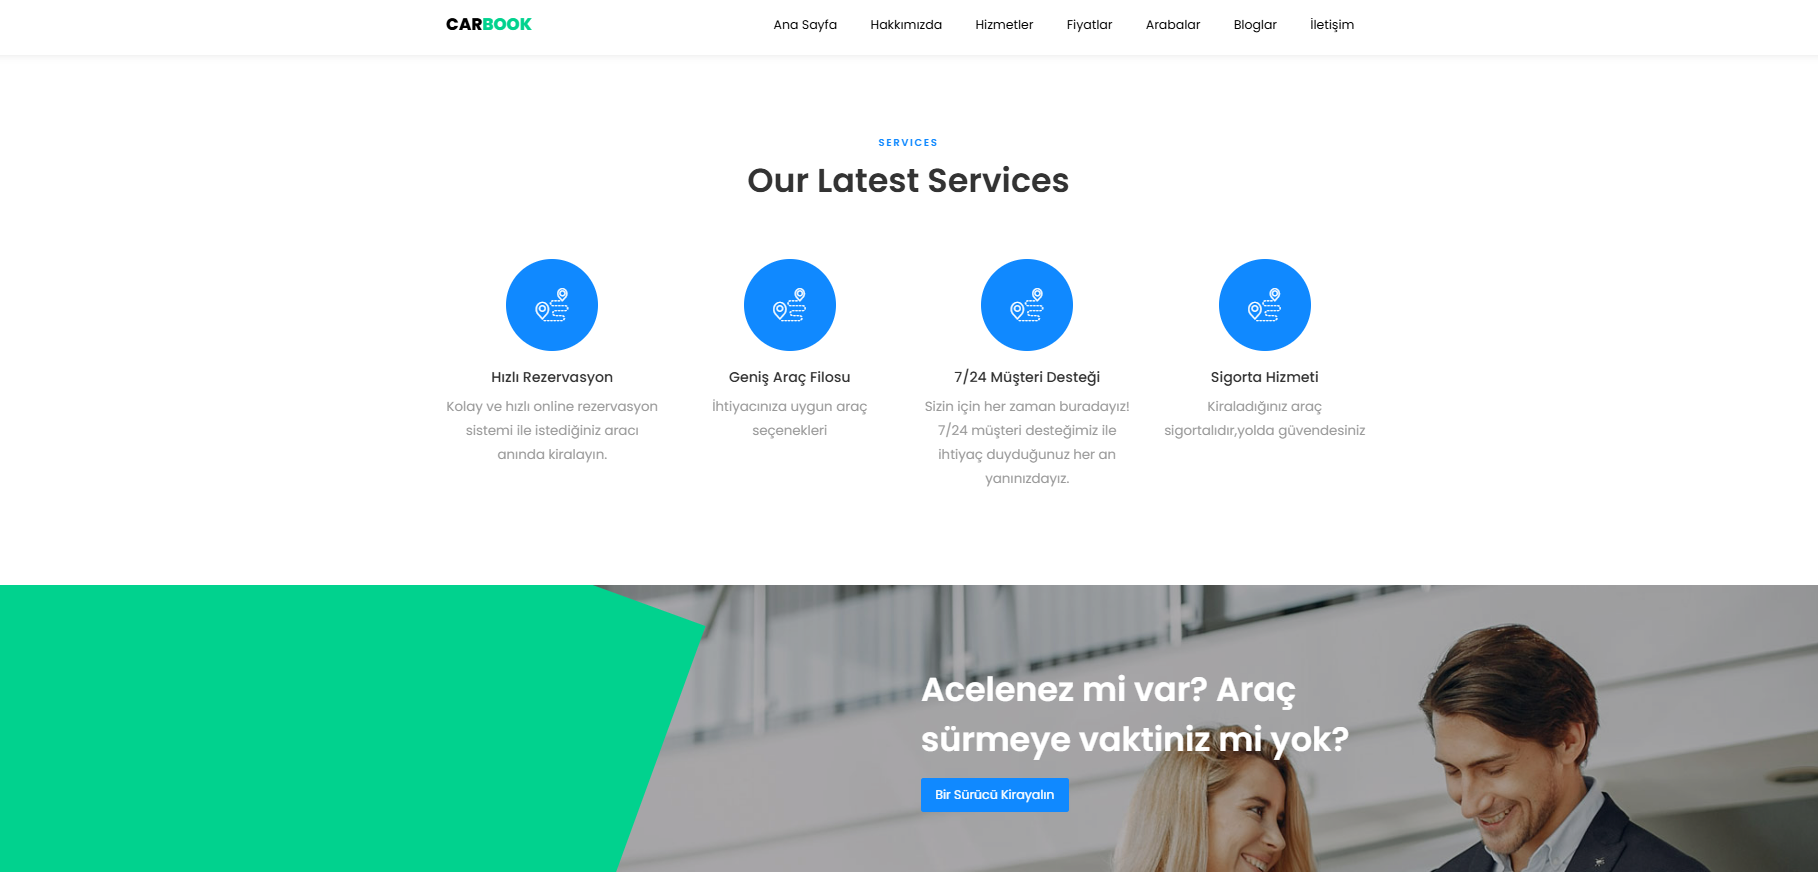 CARBOOK
Ana Sayfa Hakkımızda Hizmetler Fiyatlar Arabalar Bloglar İletişim
SERVICES
Our Latest Services
Hızlı Rezervasyon
Kolay ve hızlı online rezervasyon
sistemi ile istediğiniz aracı
anında kiralayın.
Geniş Araç Filosu
İhtiyacınıza uygun araç
seçenekleri
7/24 Müşteri Desteği
Sizin için her zaman buradayız!
7/24 müşteri desteğimiz ile
ihtiyaç duyduğunuz her an
yanınızdayız.
Sigorta Hizmeti
Kiraladığınız araç
sigortalıdır,yolda güvendesiniz
Acelenez mi var? Araç
sürmeye vaktiniz mi yok?
Bir Sürücü Kirayalın